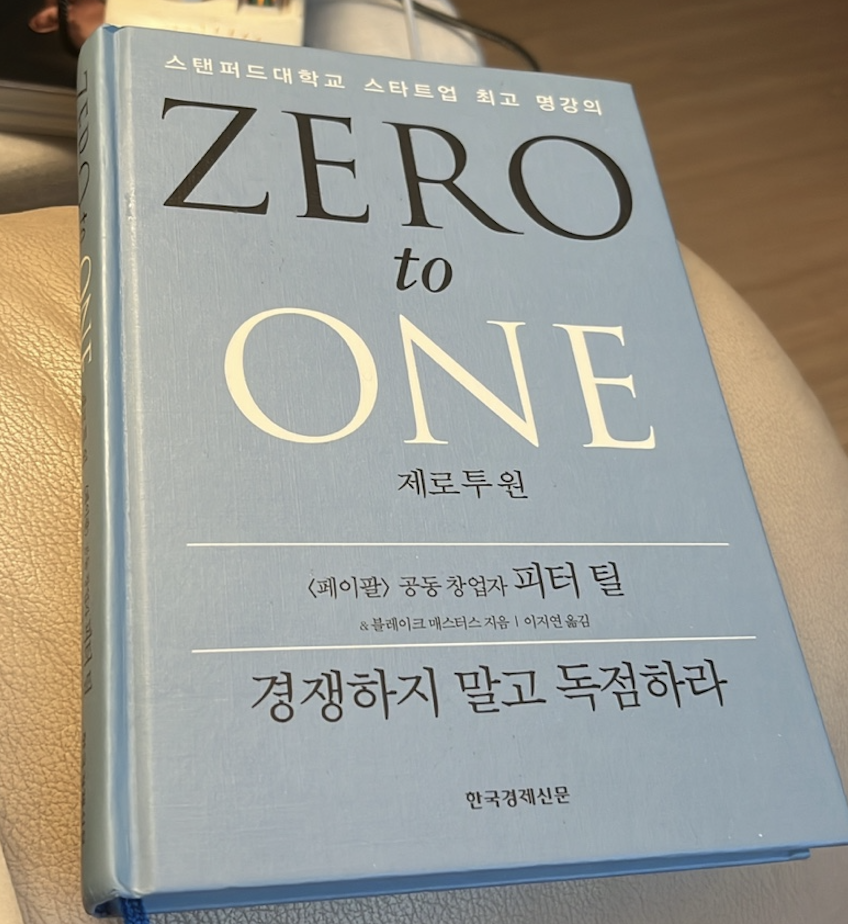 스탠퍼드대학교 스타트업 최고 명강의
ZERO
to
ONE
제로 투 원
〈페이팔〉 공동 창업자 피터 틸
& 블레이크 매스터스 지음 | 이지연 옮김
경쟁하지 말고 독점하라
한국경제신문
ZERO to ONE